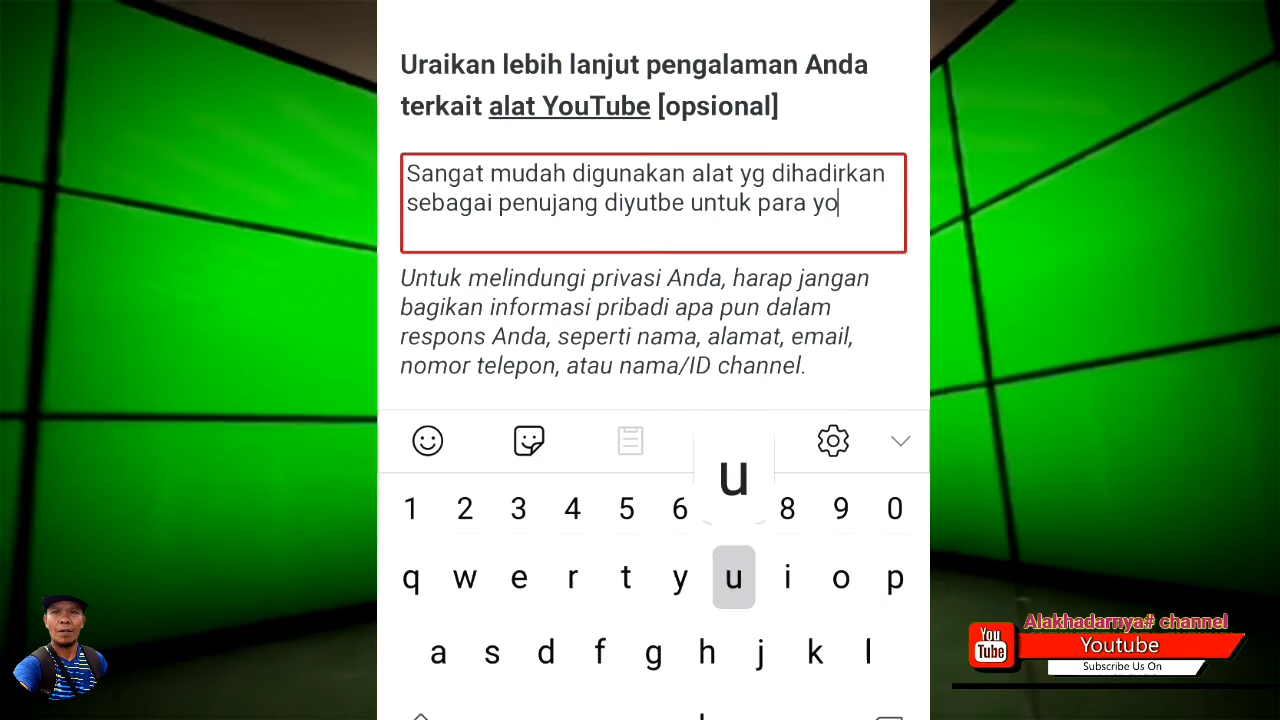 Uraikan lebih lanjut pengalaman Anda
terkait alat YouTube [opsional]
Sangat mudah digunakan alat yg dihadirkan
sebagai penujang diyutbe untuk para yo
Untuk melindungi privasi Anda, harap jangan
bagikan informasi pribadi apa pun dalam
respons Anda, seperti nama, alamat, email,
nomor telepon, atau nama/ID channel.
u
1 2 3 4 5 6 8 9 0
q w e r t y u i o p
a s d f g h j k l
Alakhadarnya# channel
You
Tube
Youtube
Subscribe Us On